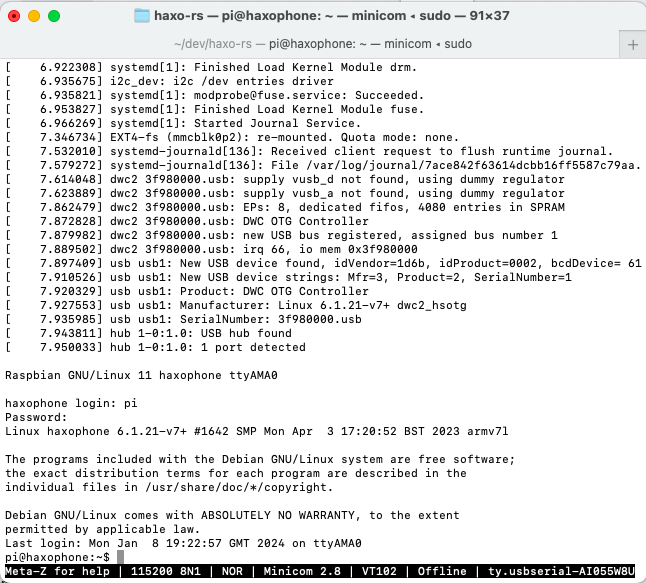 haxo-rs — pi@haxophone: ~ — minicom ◂ sudo — 91×37
~/dev/haxo-rs — pi@haxophone: ~ — minicom ◂ sudo
+
[    6.922308] systemd[1]: Finished Load Kernel Module drm.
[    6.935675] i2c_dev: i2c /dev entries driver
[    6.935821] systemd[1]: modprobe@fuse.service: Succeeded.
[    6.953827] systemd[1]: Finished Load Kernel Module fuse.
[    6.966269] systemd[1]: Started Journal Service.
[    7.346734] EXT4-fs (mmcblk0p2): re-mounted. Quota mode: none.
[    7.532010] systemd-journald[136]: Received client request to flush runtime journal.
[    7.579272] systemd-journald[136]: File /var/log/journal/7ace842f63614dcbb16ff5587c79aa.
[    7.614048] dwc2 3f980000.usb: supply vusb_d not found, using dummy regulator
[    7.623889] dwc2 3f980000.usb: supply vusb_a not found, using dummy regulator
[    7.862479] dwc2 3f980000.usb: EPs: 8, dedicated fifos, 4080 entries in SPRAM
[    7.872828] dwc2 3f980000.usb: DWC OTG Controller
[    7.879982] dwc2 3f980000.usb: new USB bus registered, assigned bus number 1
[    7.889502] dwc2 3f980000.usb: irq 66, io mem 0x3f980000
[    7.897409] usb usb1: New USB device found, idVendor=1d6b, idProduct=0002, bcdDevice= 61
[    7.910526] usb usb1: New USB device strings: Mfr=3, Product=2, SerialNumber=1
[    7.920329] usb usb1: Product: DWC OTG Controller
[    7.927553] usb usb1: Manufacturer: Linux 6.1.21-v7+ dwc2_hsotg
[    7.935985] usb usb1: SerialNumber: 3f980000.usb
[    7.943811] hub 1-0:1.0: USB hub found
[    7.950033] hub 1-0:1.0: 1 port detected
Raspbian GNU/Linux 11 haxophone ttyAMA0
haxophone login: pi
Password:
Linux haxophone 6.1.21-v7+ #1642 SMP Mon Apr  3 17:20:52 BST 2023 armv7l
The programs included with the Debian GNU/Linux system are free software;
the exact distribution terms for each program are described in the
individual files in /usr/share/doc/*/copyright.
Debian GNU/Linux comes with ABSOLUTELY NO WARRANTY, to the extent
permitted by applicable law.
Last login: Mon Jan  8 19:22:57 GMT 2024 on ttyAMA0
pi@haxophone:~$
Meta-Z for help | 115200 8N1 | NOR | Minicom 2.8 | VT102 | Offline | ty.usbserial-AI055W8U